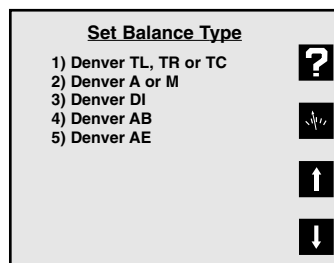 Set Balance Type
1) Denver TL, TR or TC
2) Denver A or M
3) Denver DI
4) Denver AB
5) Denver AE
?